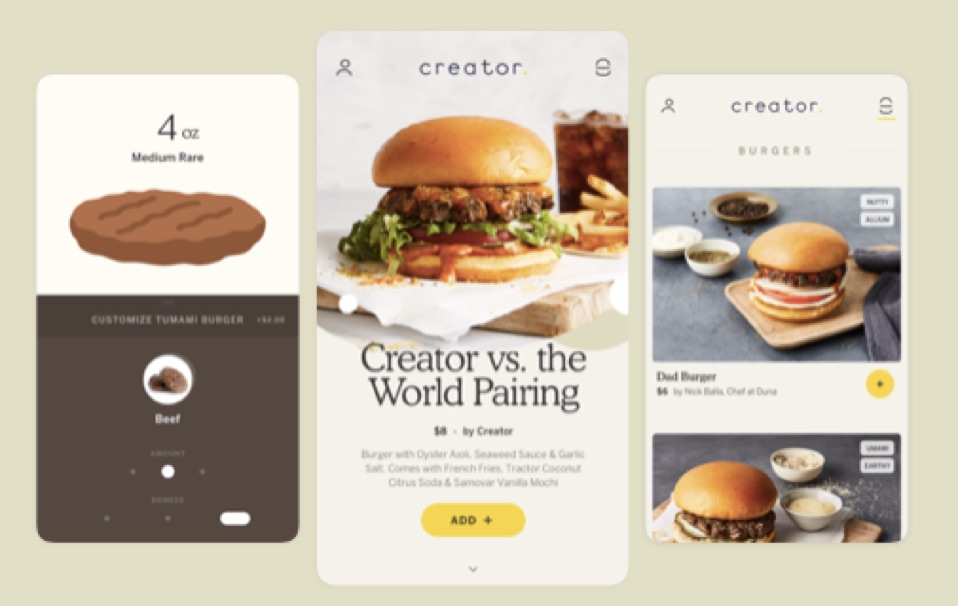 4 oz
Medium Rare
CUSTOMIZE TUMAMI BURGER +$2.00
Beef
AMOUNT
DONESS
creator.
Creator vs. the
World Pairing
$8 · by Creator
Burger with Oyster Aioli, Seaweed Sauce & Garlic
Salt. Comes with French Fries, Tractor Coconut
Citrus Soda & Samovar Vanilla Mochi
ADD +
creator.
BURGERS
NUTTY
ALLIUM
Dad Burger
$6 by Nick Balla, Chef at Duna
+
UMAMI
EARTHY